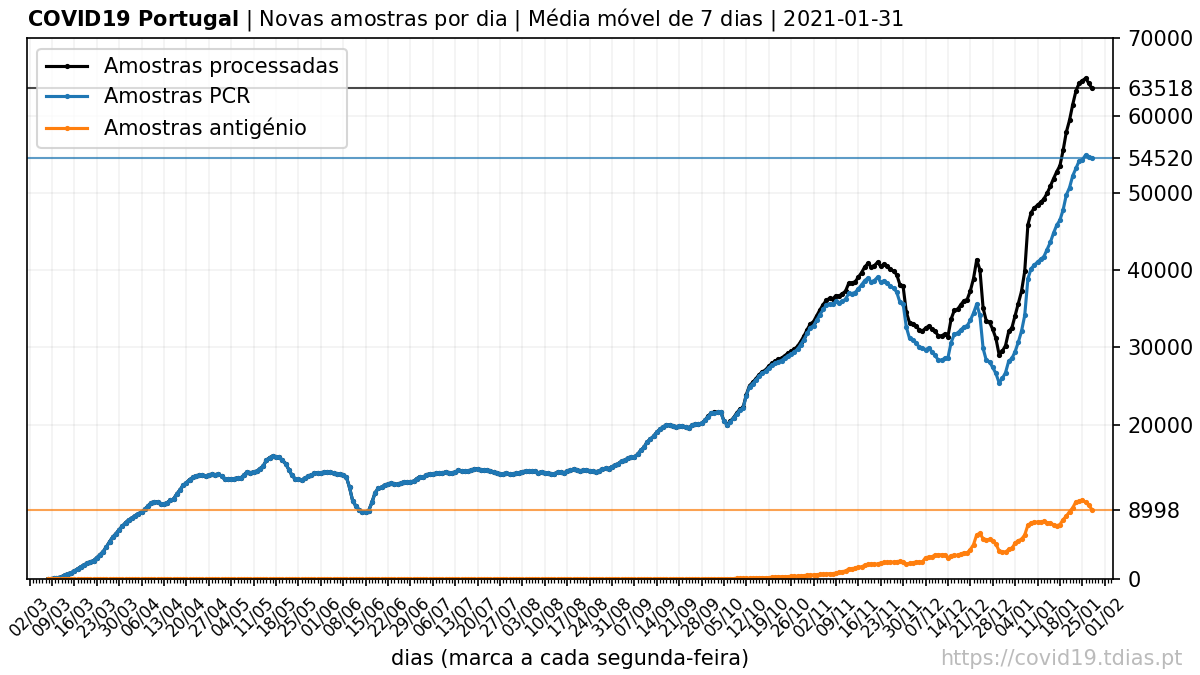 COVID19 Portugal | Novas amostras por dia | Média móvel de 7 dias | 2021-01-31
Amostras processadas
Amostras PCR
Amostras antigénio
70000
63518
60000
54520
50000
40000
30000
20000
8998
0
02/03 09/03 16/03 23/03 30/03 06/04 13/04 20/04 27/04 04/05 11/05 18/05 25/05 01/06 08/06 15/06 22/06 29/06 06/07 13/07 20/07 27/07 03/08 10/08 17/08 24/08 31/08 07/09 14/09 21/09 28/09 05/10 12/10 19/10 26/10 02/11 09/11 16/11 23/11 30/11 07/12 14/12 21/12 28/12 04/01 11/01 18/01 25/01 01/02
dias (marca a cada segunda-feira)
https://covid19.tdias.pt